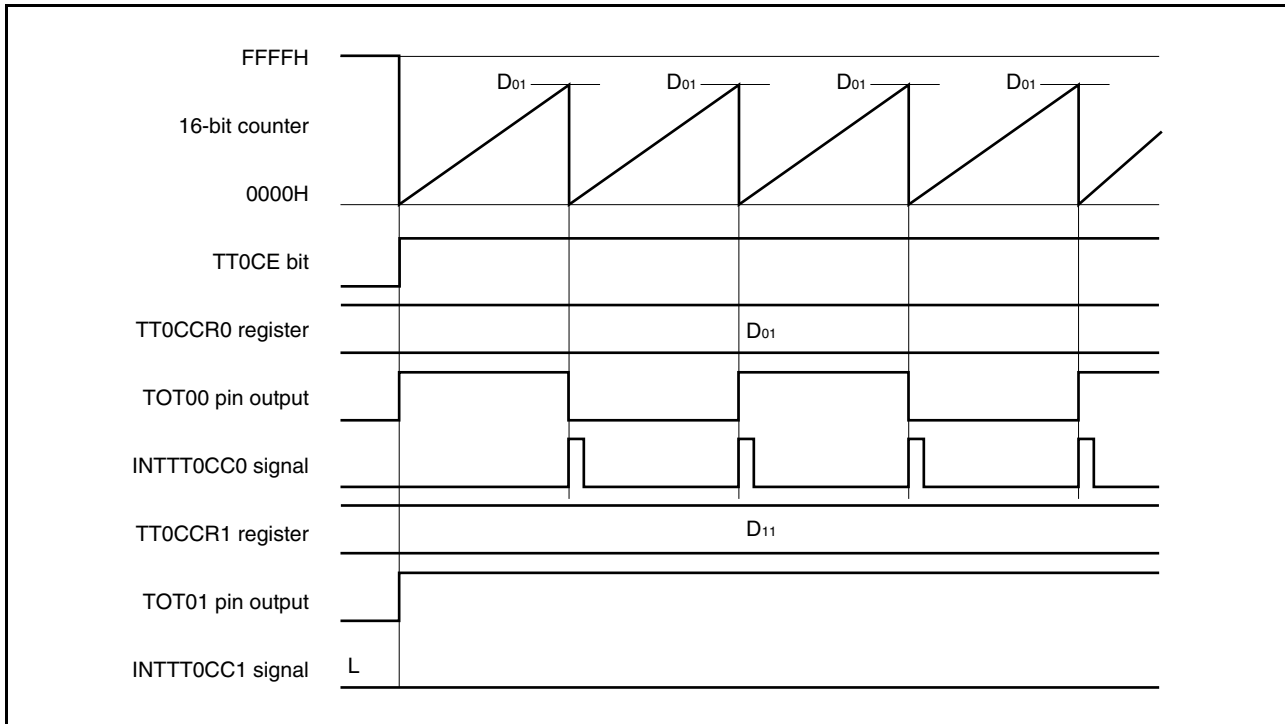 FFFFH
D01 D01 D01 D01
16-bit counter
0000H
TT0CE bit
TT0CCR0 register D01
TOT00 pin output
INTTT0CC0 signal
TT0CCR1 register D11
TOT01 pin output
INTTT0CC1 signal L